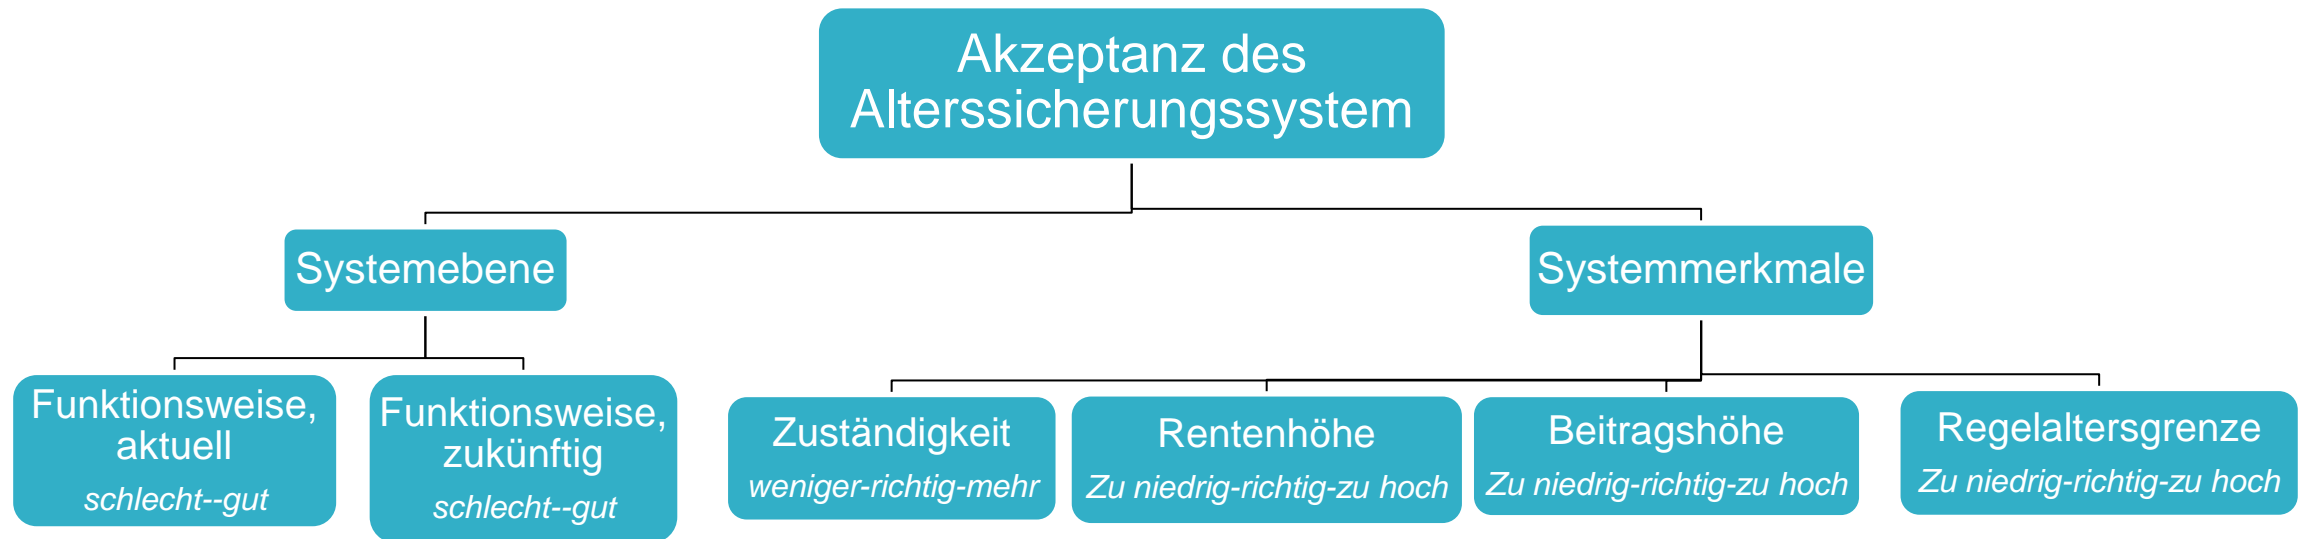 Akzeptanz des
Alterssicherungssystem
Systemebene
Systemmerkmale
Funktionsweise,
aktuell
schlecht--gut
Funktionsweise,
zukünftig
schlecht--gut
Zuständigkeit
weniger-richtig-mehr
Rentenhöhe
Zu niedrig-richtig-zu hoch
Beitragshöhe
Zu niedrig-richtig-zu hoch
Regelaltersgrenze
Zu niedrig-richtig-zu hoch